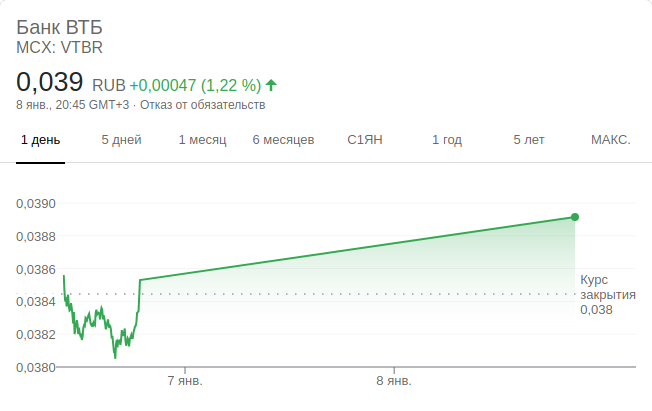 Банк ВТБ
MCX: VTBR
0,039 RUB +0,00047 (1,22 %)
8 янв., 20:45 GMT+3 · Отказ от обязательств
1 день 5 дней 1 месяц 6 месяцев С1ЯН 1 год 5 лет МАКС.
0,0390
0,0388
0,0386
0,0384
0,0382
0,0380
Курс
закрытия
0,038
7 янв. 8 янв.